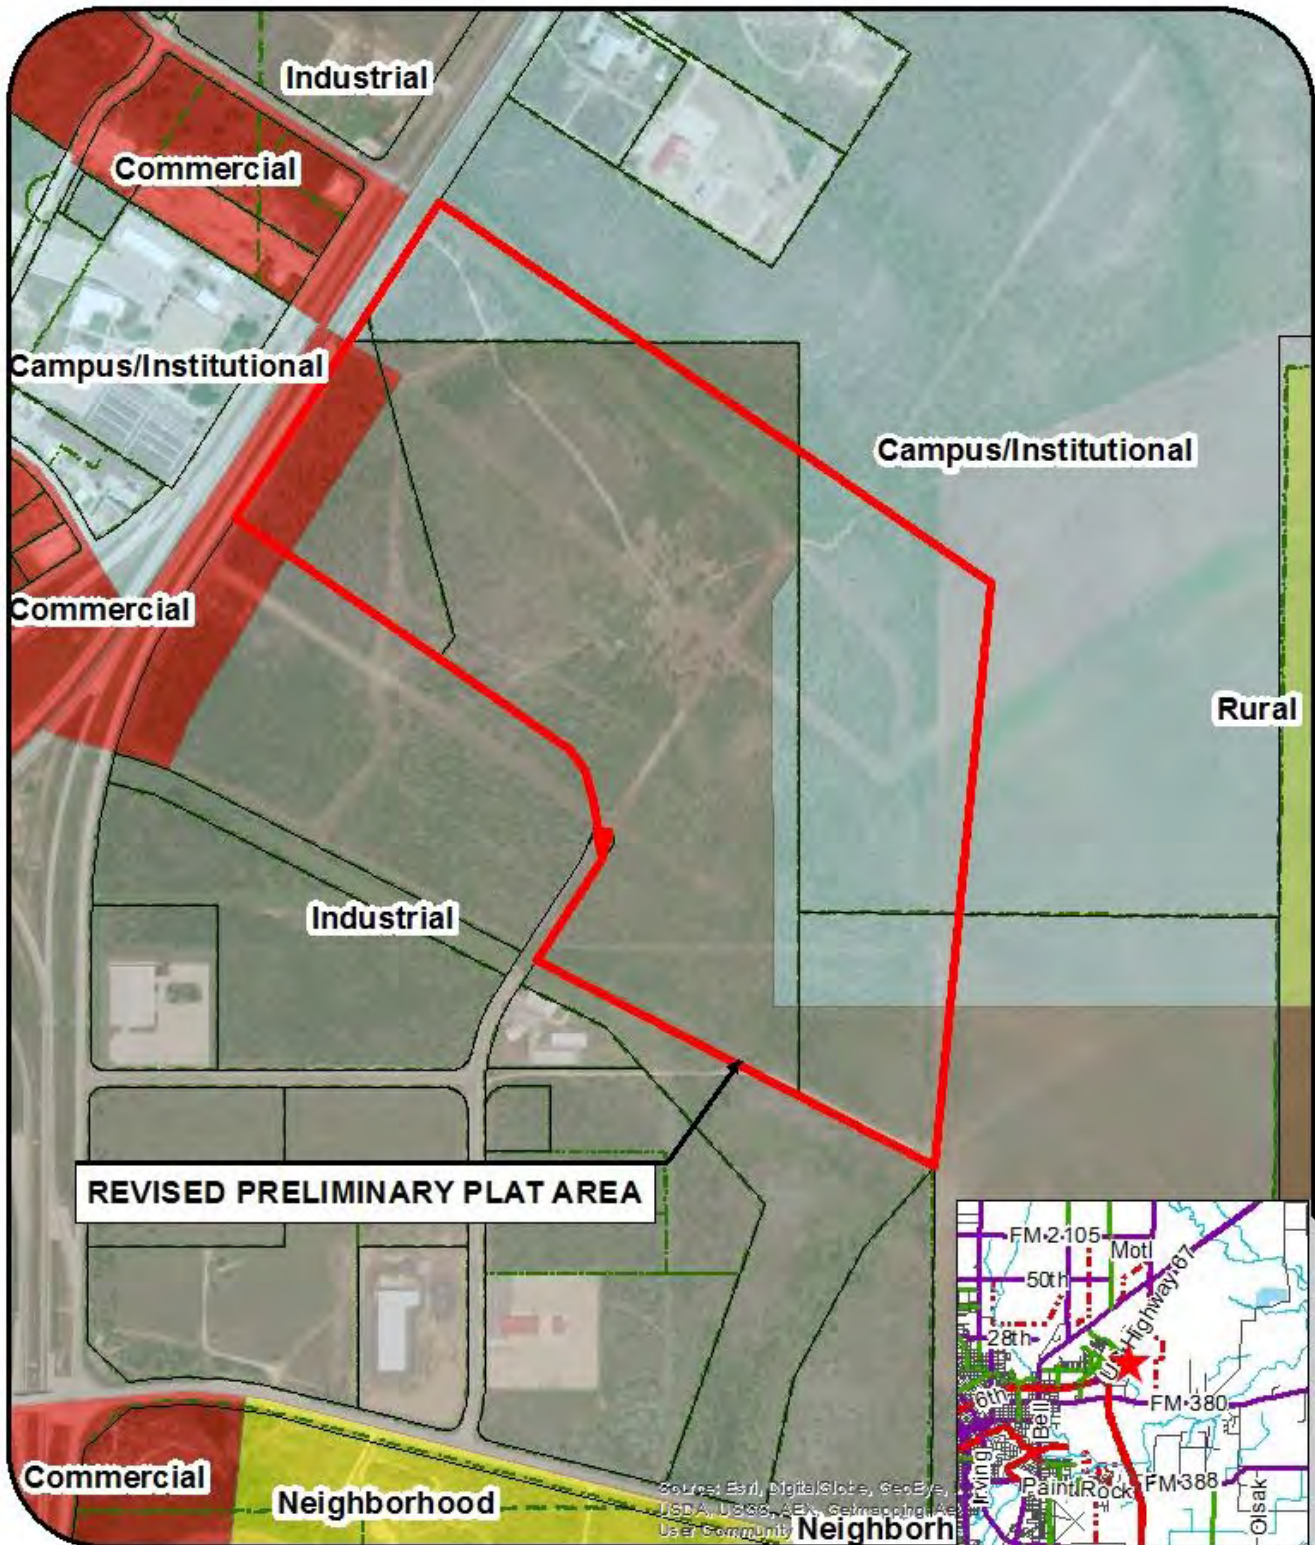 Industrial
Commercial
Campus/Institutional
Campus/Institutional
Commercial
Rural
Industrial
REVISED PRELIMINARY PLAT AREA
FM 2105
Motl
50th
U.S. Highway 67
28th
6th
Bell
FM 380
Irving
Paint Rock
FM 388
Olsak
Commercial
Neighborhood
Source: Esri, DigitalGlobe, GeoEye,
USDA, USGS, AEX, Getmapping, Ae
User Community
Neighborh